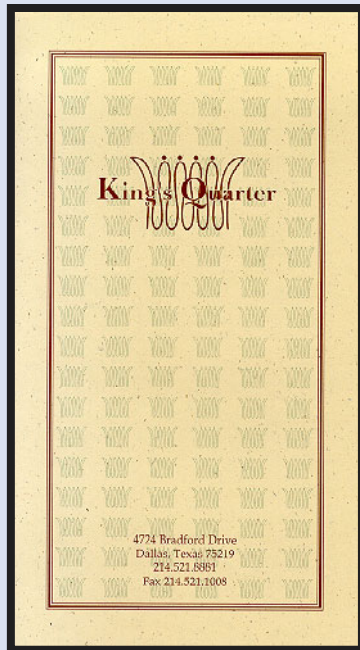 King's Quarter
4774 Bradford Drive
Dallas, Texas 75219
214.521.8881
Fax 214.521.1008